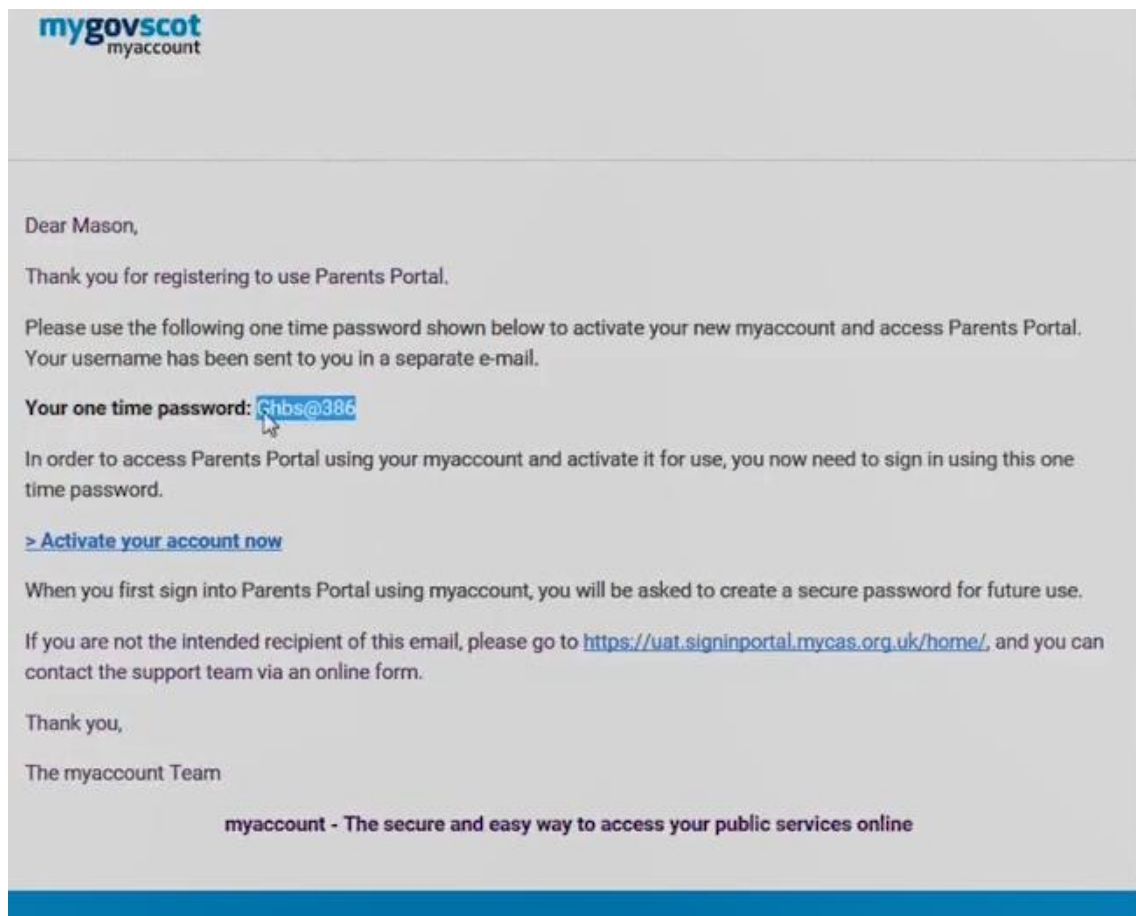 mygovscot
myaccount
Dear Mason,
Thank you for registering to use Parents Portal.
Please use the following one time password shown below to activate your new myaccount and access Parents Portal.
Your username has been sent to you in a separate e-mail.
Your one time password: Ghbs@386
In order to access Parents Portal using your myaccount and activate it for use, you now need to sign in using this one
time password.
> Activate your account now
When you first sign into Parents Portal using myaccount, you will be asked to create a secure password for future use.
If you are not the intended recipient of this email, please go to https://uat.signinportal.mycas.org.uk/home/, and you can
contact the support team via an online form.
Thank you,
The myaccount Team
myaccount - The secure and easy way to access your public services online